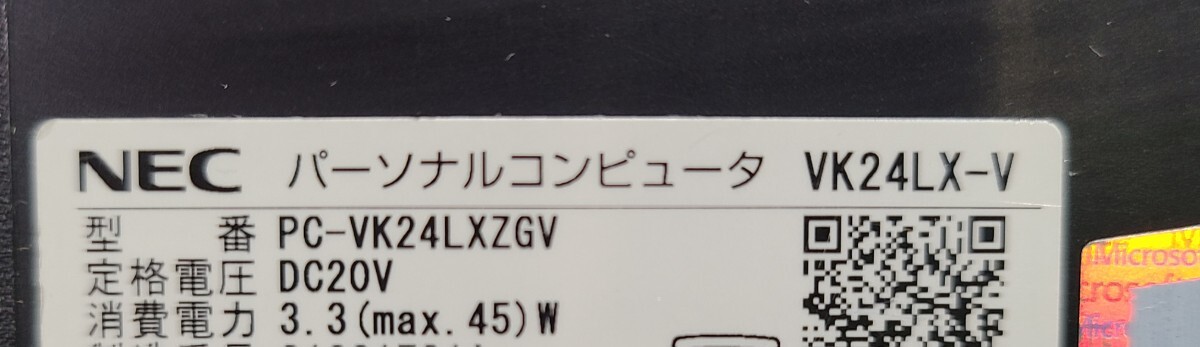 NEC パーソナルコンピュータ VK24LX-V
型 番 PC-VK24LXZGV
定格電圧 DC20V
消費電力 3.3(max.45)W
Microsoft